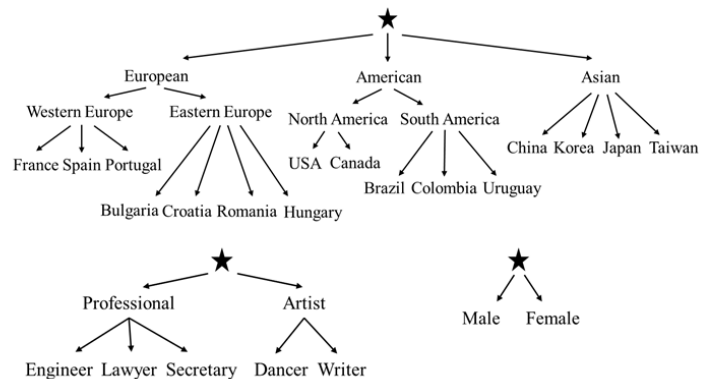 European American Asian
Western Europe Eastern Europe North America South America
France Spain Portugal USA Canada China Korea Japan Taiwan
Brazil Colombia Uruguay
Bulgaria Croatia Romania Hungary
Professional Artist Male Female
Engineer Lawyer Secretary Dancer Writer